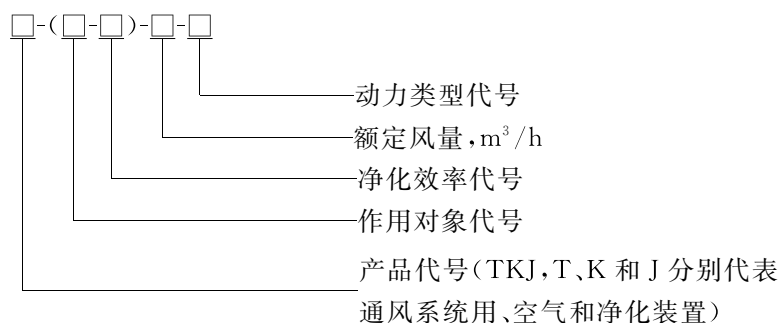 □-(□-□)-□-□
动力类型代号
额定风量,m³/h
净化效率代号
作用对象代号
产品代号(TKJ,T、K 和 J 分别代表
通风系统用、空气和净化装置)